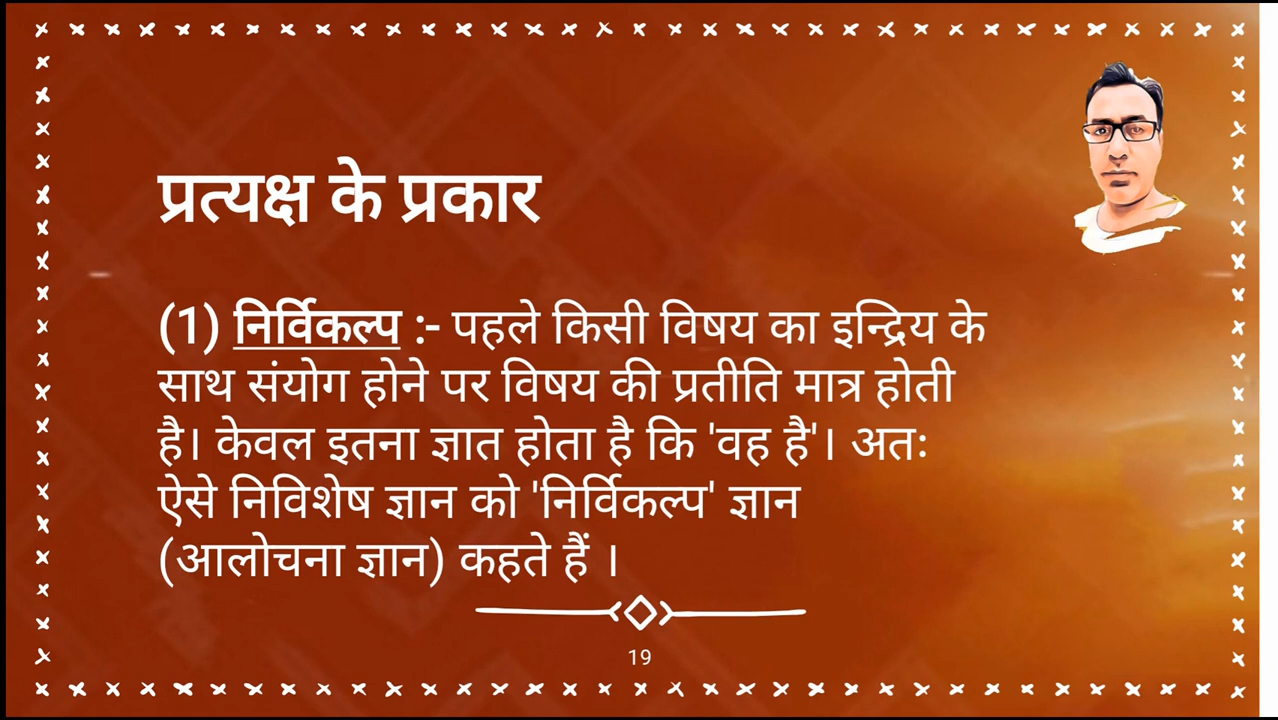 प्रत्यक्ष के प्रकार
(1) निर्विकल्प :- पहले किसी विषय का इन्द्रिय के
साथ संयोग होने पर विषय की प्रतीति मात्र होती
है। केवल इतना ज्ञात होता है कि 'वह है'। अतः
ऐसे निविशेष ज्ञान को 'निर्विकल्प' ज्ञान
(आलोचना ज्ञान) कहते हैं ।
19